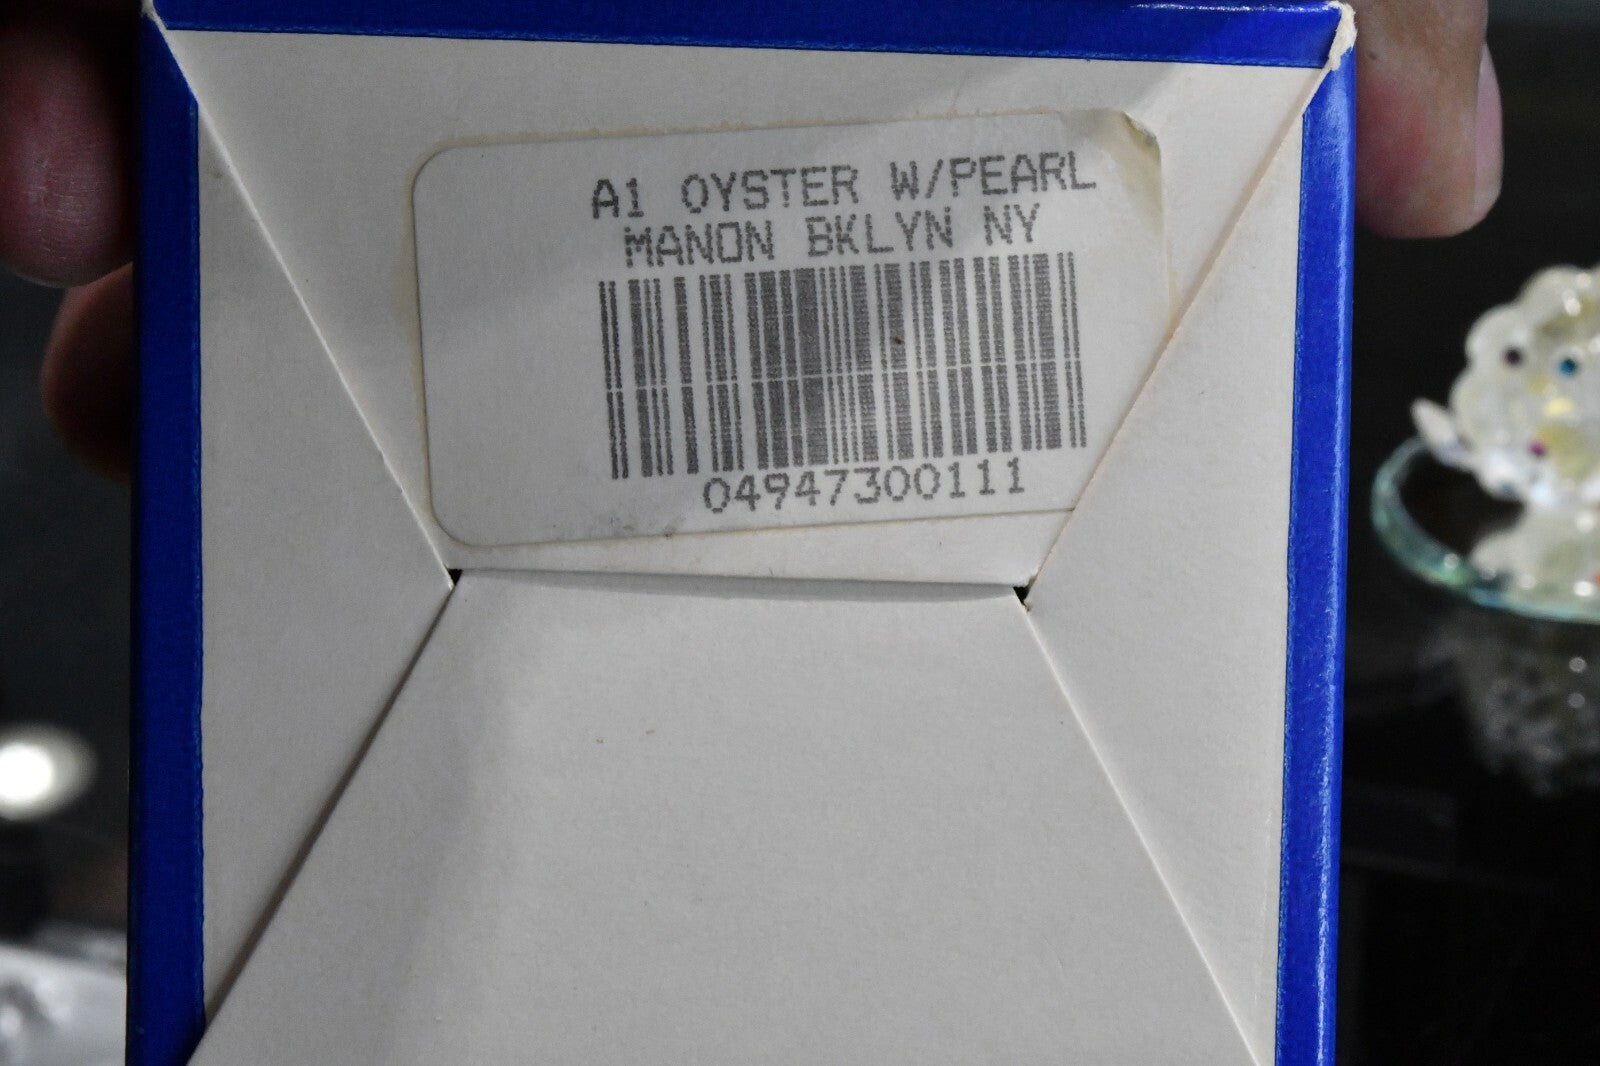 A1 OYSTER W/PEARL
MANON BKLYN NY
04947300111